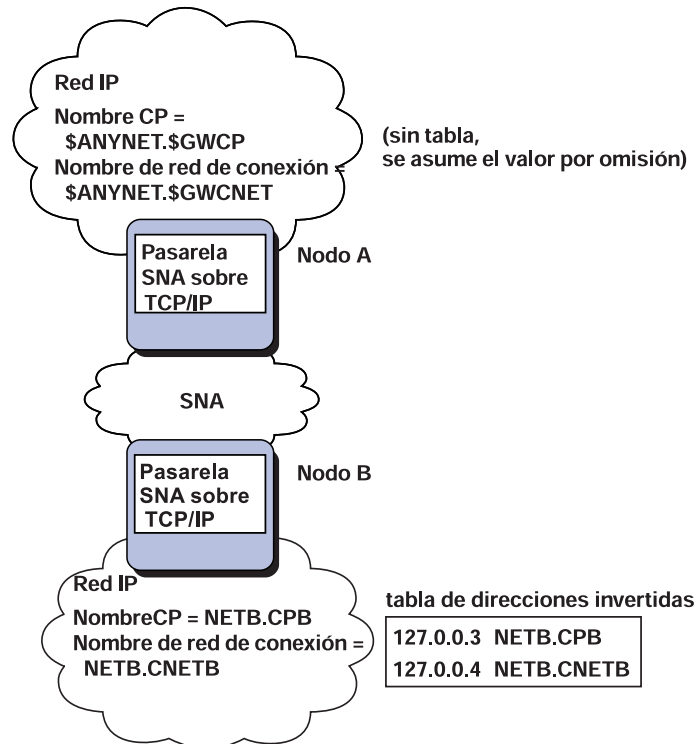 Red IP
Nombre CP =
$ANYNET.$GWCP
Nombre de red de conexión =
$ANYNET.$GWCNET
(sin tabla,
se asume el valor por omisión)
Pasarela
SNA sobre
TCP/IP
Nodo A
SNA
Pasarela
SNA sobre
TCP/IP
Nodo B
Red IP
NombreCP = NETB.CPB
Nombre de red de conexión =
NETB.CNETB
tabla de direcciones invertidas
127.0.0.3 NETB.CPB
127.0.0.4 NETB.CNETB